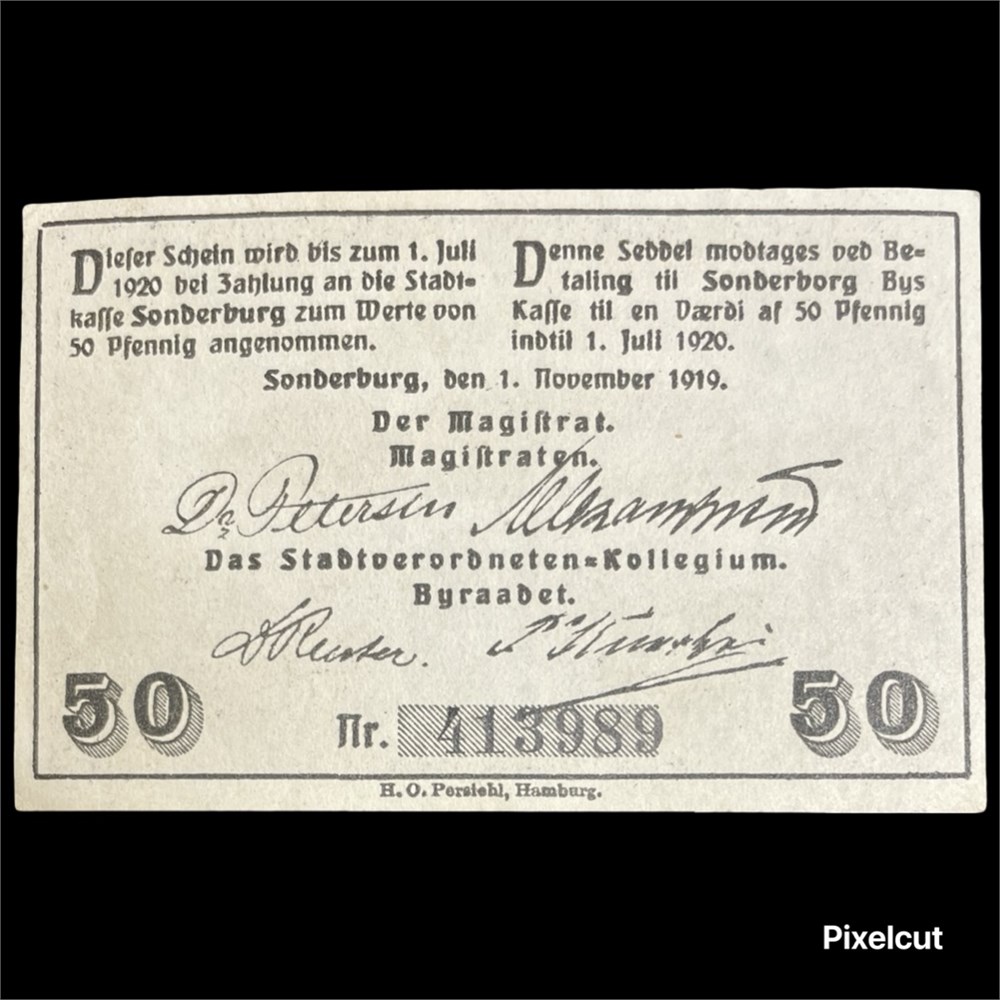 Dieser Schein wird bis zum 1. Juli
1920 bei Zahlung an die Stadt=
kasse Sonderburg zum Werte von
50 Pfennig angenommen.
Denne Seddel modtages ved Be=
taling til Sonderborg Bys
Kasse til en Værdi af 50 Pfennig
indtil 1. Juli 1920.
Sonderburg, den 1. November 1919.
Der Magistrat.
Magistraten.
Dr. Petersen
Das Stadtverordneten=Kollegium.
Byraadet.
Reuter.
50
Nr. 413989
50
H. O. Persiehl, Hamburg.
Pixelcut